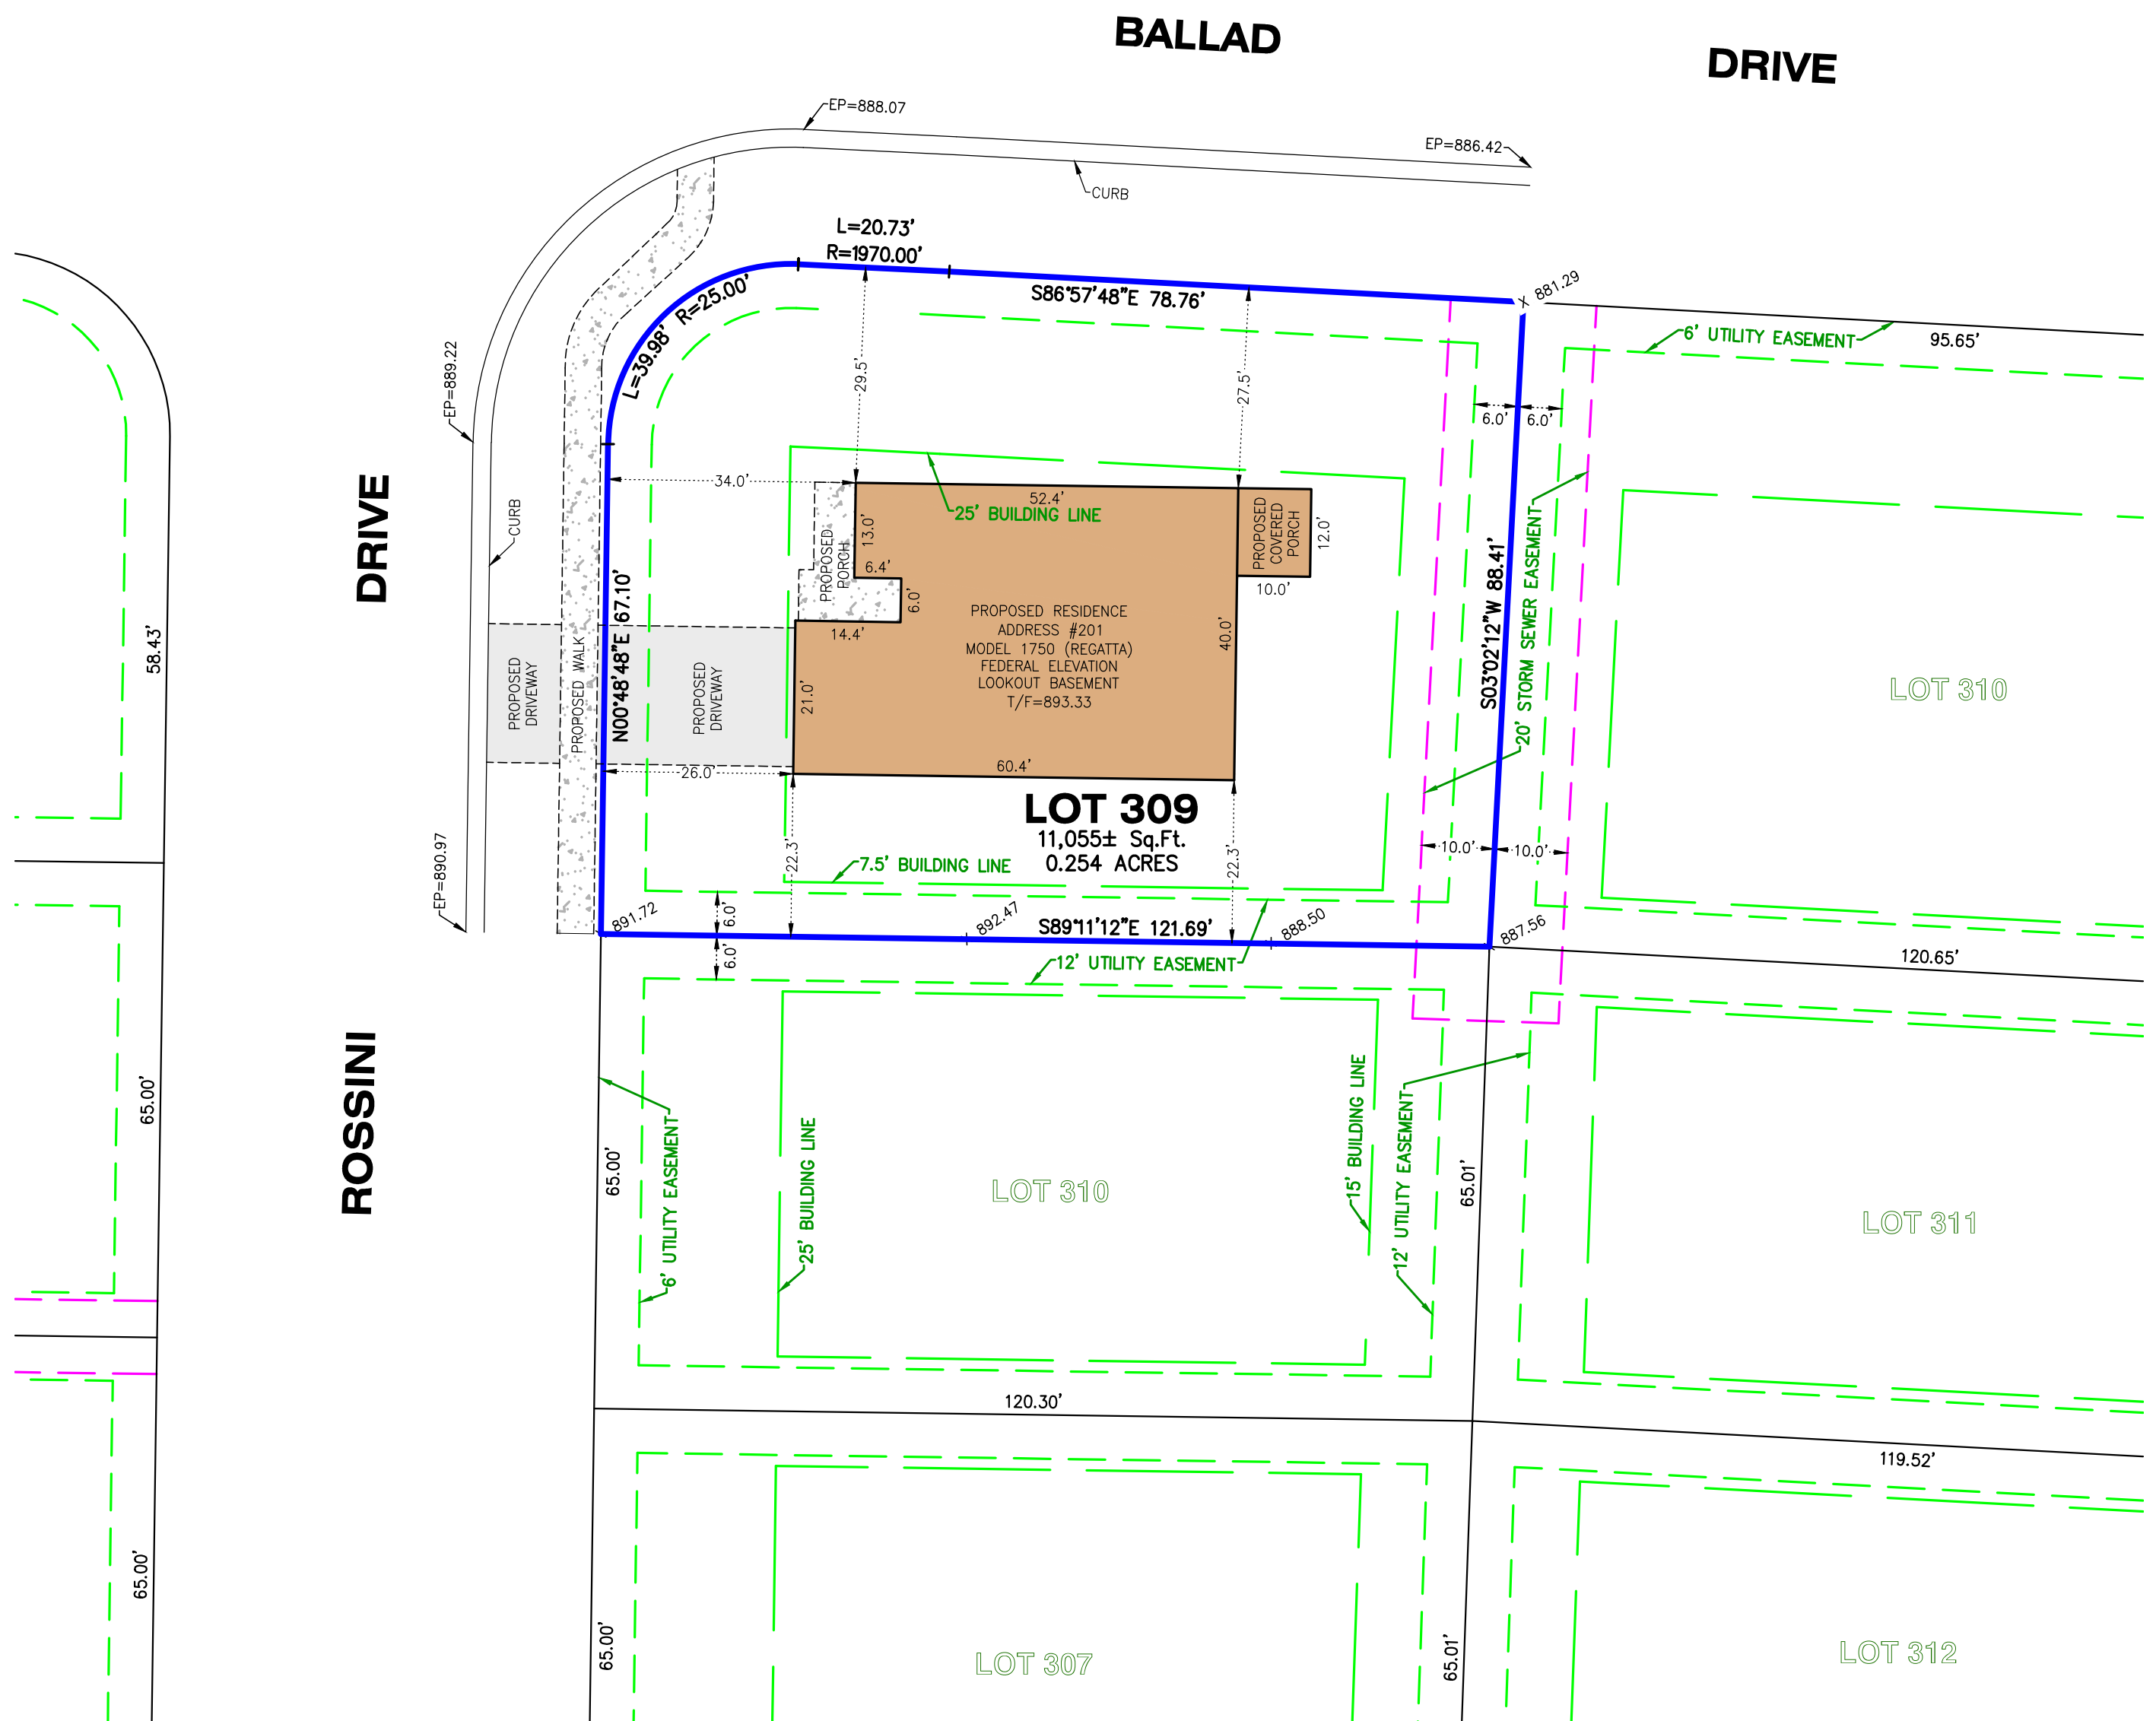 BALLAD
DRIVE
EP=888.07
EP=886.42
CURB
L=20.73'
R=1970.00'
S86°57'48"E 78.76'
881.29
L=39.98' R=25.00'
6' UTILITY EASEMENT
95.65'
EP=889.22
29.5'
27.5'
6.0'
6.0'
DRIVE
CURB
34.0'
52.4'
25' BUILDING LINE
PROPOSED
PORCH
13.0'
6.4'
6.0'
14.4'
PROPOSED
COVERED
PORCH
12.0'
10.0'
PROPOSED RESIDENCE
ADDRESS #201
MODEL 1750 (REGATTA)
FEDERAL ELEVATION
LOOKOUT BASEMENT
T/F=893.33
40.0'
21.0'
60.4'
58.43'
PROPOSED
DRIVEWAY
PROPOSED WALK
N00°48'48"E 67.10'
PROPOSED
DRIVEWAY
26.0'
S03°02'12"W 88.41'
20' STORM SEWER EASEMENT
LOT 310
LOT 309
11,055± Sq.Ft.
0.254 ACRES
22.3'
22.3'
7.5' BUILDING LINE
10.0'
10.0'
EP=890.97
891.72
6.0'
6.0'
892.47
S89°11'12"E 121.69'
888.50
887.56
12' UTILITY EASEMENT
120.65'
ROSSINI
65.00'
65.00'
6' UTILITY EASEMENT
25' BUILDING LINE
LOT 310
15' BUILDING LINE
12' UTILITY EASEMENT
65.01'
LOT 311
120.30'
119.52'
65.00'
65.00'
LOT 307
65.01'
LOT 312